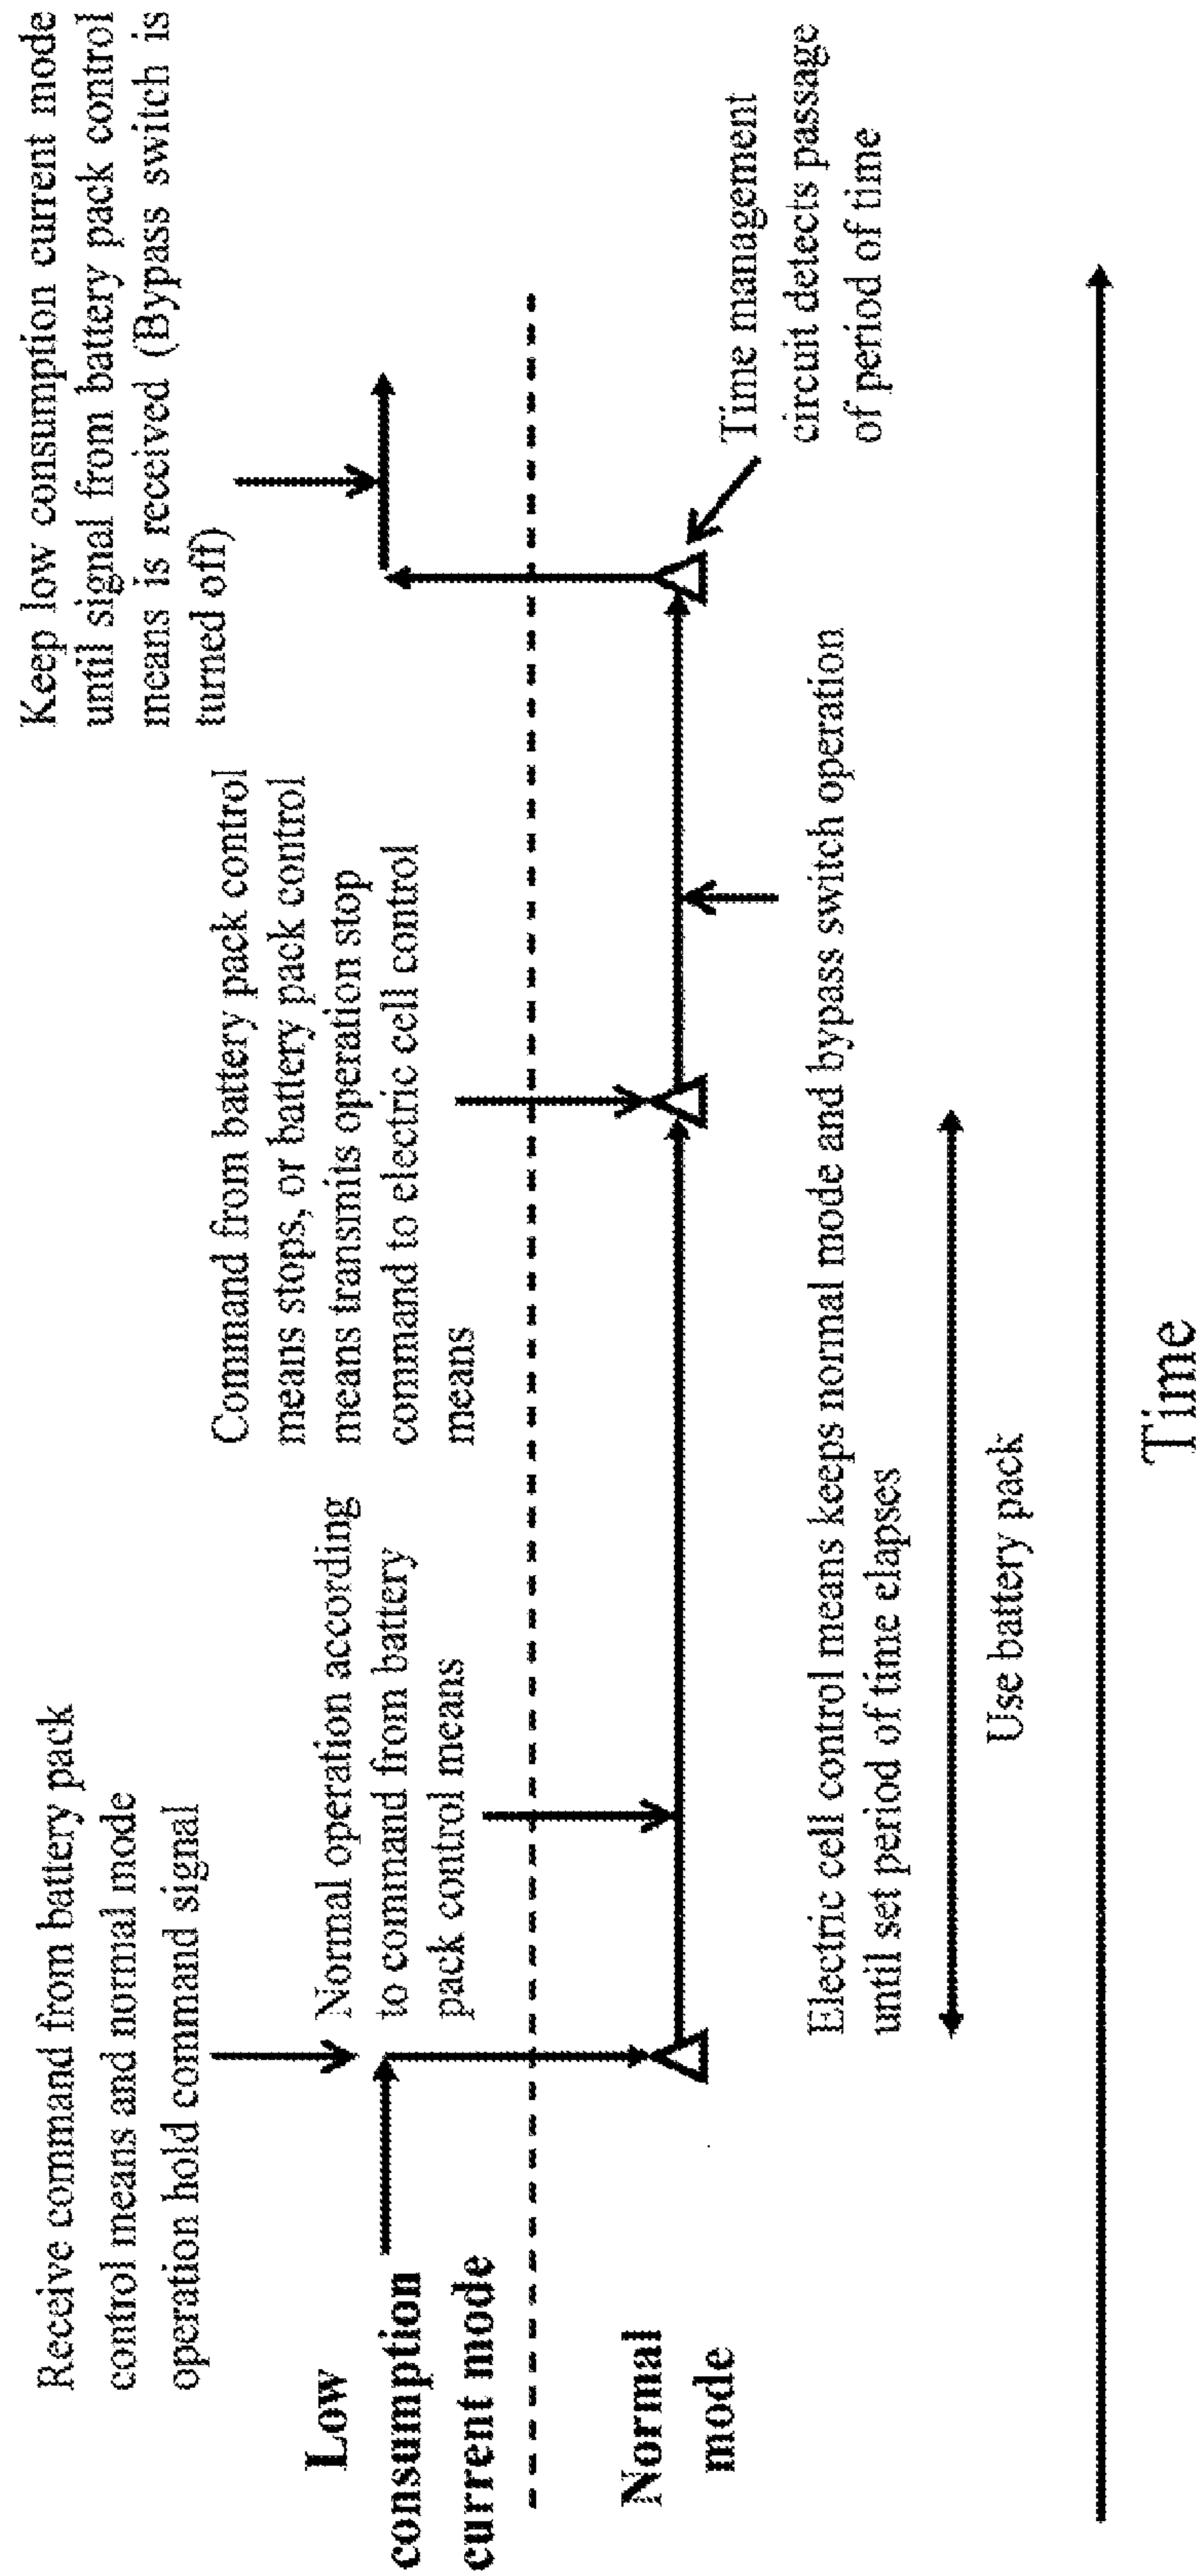 Receive command from battery pack
control means and normal mode
operation hold command signal
Normal operation according
to command from battery
pack control means
Command from battery pack control
means stops, or battery pack control
means transmits operation stop
command to electric cell control
means
Keep low consumption current mode
until signal from battery pack control
means is received (Bypass switch is
turned off)
Low
consumption
current mode
Normal
mode
Time management
circuit detects passage
of period of time
Electric cell control means keeps normal mode and bypass switch operation
until set period of time elapses
Use battery pack
Time